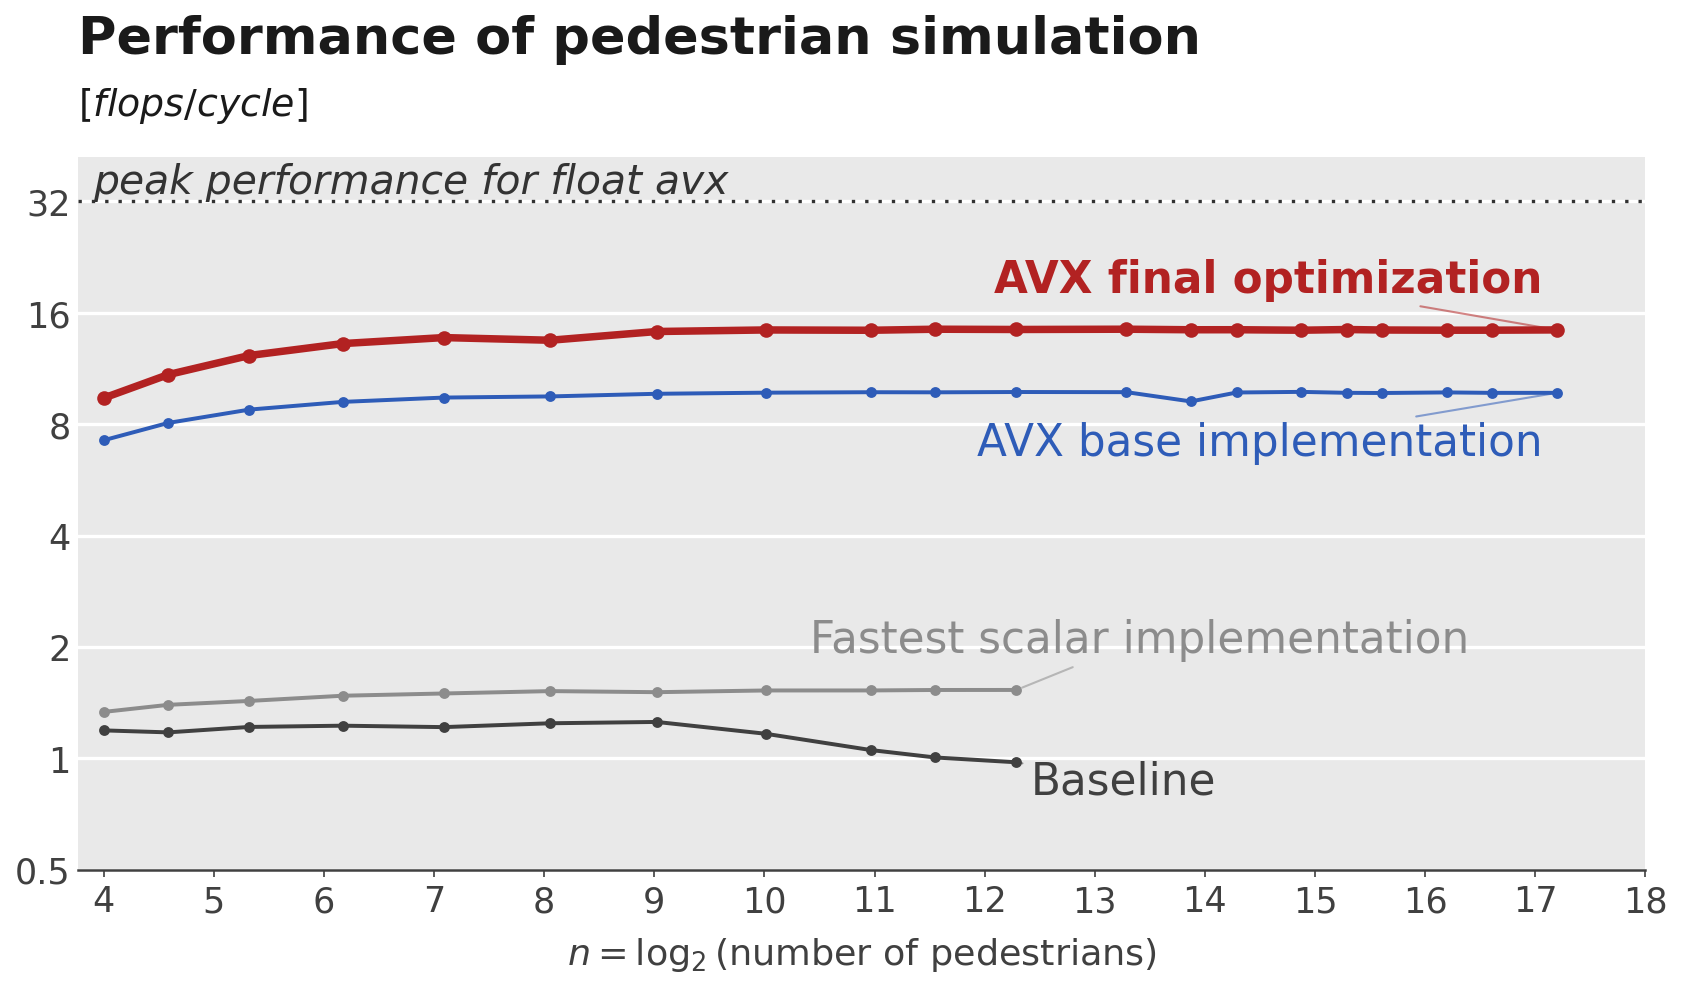 Performance of pedestrian simulation
[flops/cycle]
peak performance for float avx
32
AVX final optimization
16
8
AVX base implementation
4
Fastest scalar implementation
2
1
Baseline
0.5
4 5 6 7 8 9 10 11 12 13 14 15 16 17 18
n = log₂ (number of pedestrians)